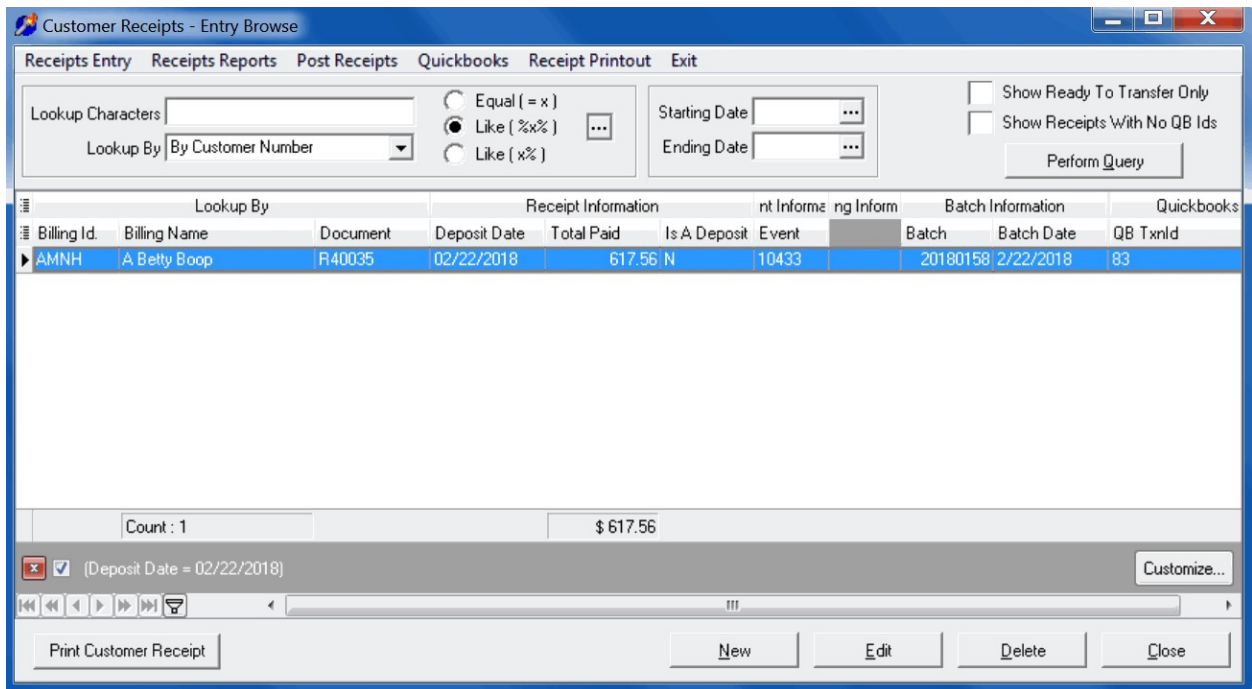 Customer Receipts - Entry Browse
Receipts Entry Receipts Reports Post Receipts Quickbooks Receipt Printout Exit
Lookup Characters
Lookup By By Customer Number
Equal ( = x )
Like ( %x% )
Like ( x% )
...
Starting Date ...
Ending Date ...
Show Ready To Transfer Only
Show Receipts With No QB Ids
Perform Query
Lookup By Receipt Information nt Informa ng Inform Batch Information Quickbooks
Billing Id. Billing Name Document Deposit Date Total Paid Is A Deposit Event Batch Batch Date QB TxnId
AMNH A Betty Boop R40035 02/22/2018 617.56 N 10433 20180158 2/22/2018 83
Count : 1 $ 617.56
(Deposit Date = 02/22/2018) Customize...
Print Customer Receipt New Edit Delete Close